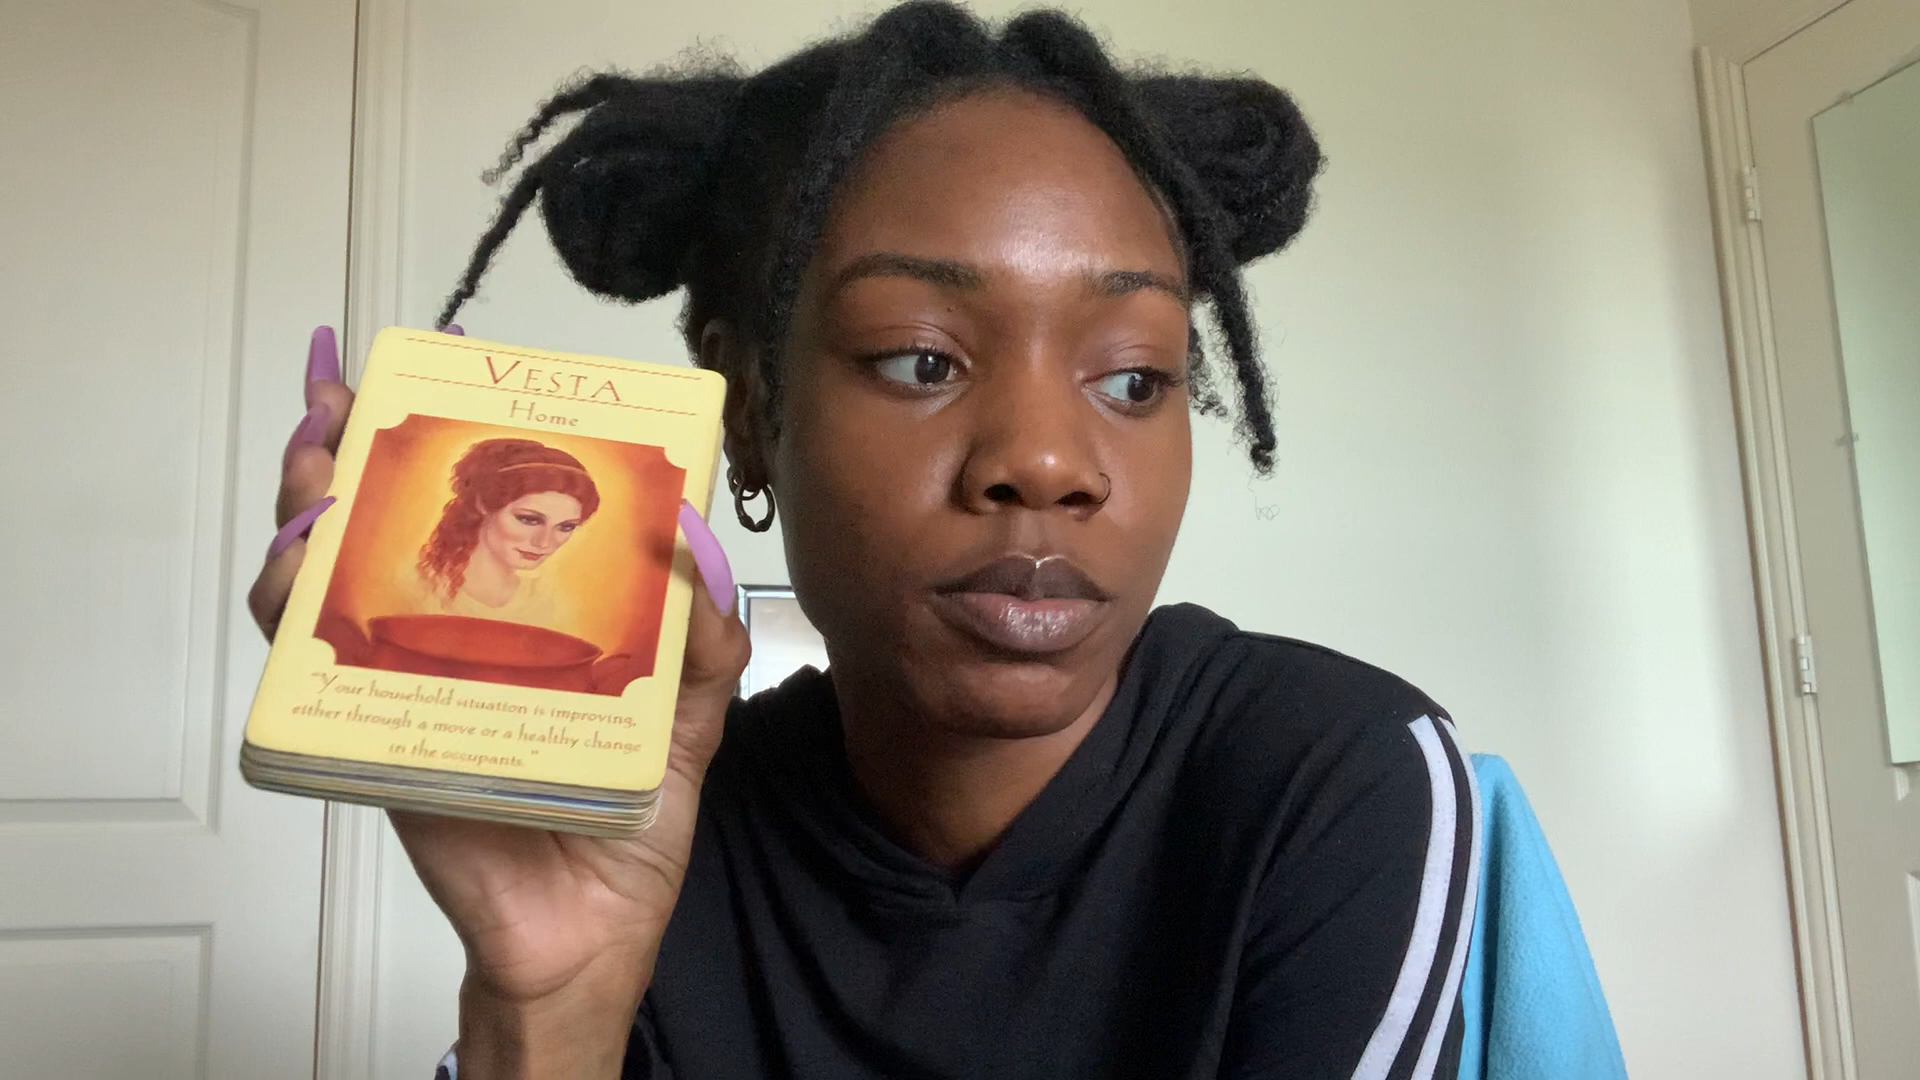 VESTA
Home
"Your household situation is improving,
either through a move or a healthy change
in the occupants."